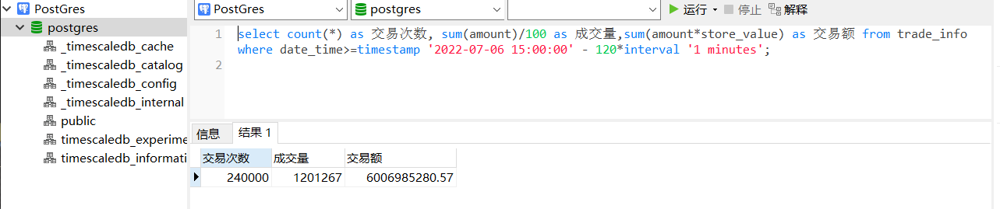 PostGres
postgres
_timescaledb_cache
_timescaledb_catalog
_timescaledb_config
_timescaledb_internal
public
timescaledb_experime
timescaledb_informati
PostGres postgres 运行 停止 解释
1 select count(*) as 交易次数, sum(amount)/100 as 成交量,sum(amount*store_value) as 交易额 from trade_info
where date_time>=timestamp '2022-07-06 15:00:00' - 120*interval '1 minutes';
2
信息 结果 1
交易次数 成交量 交易额
240000 1201267 6006985280.57